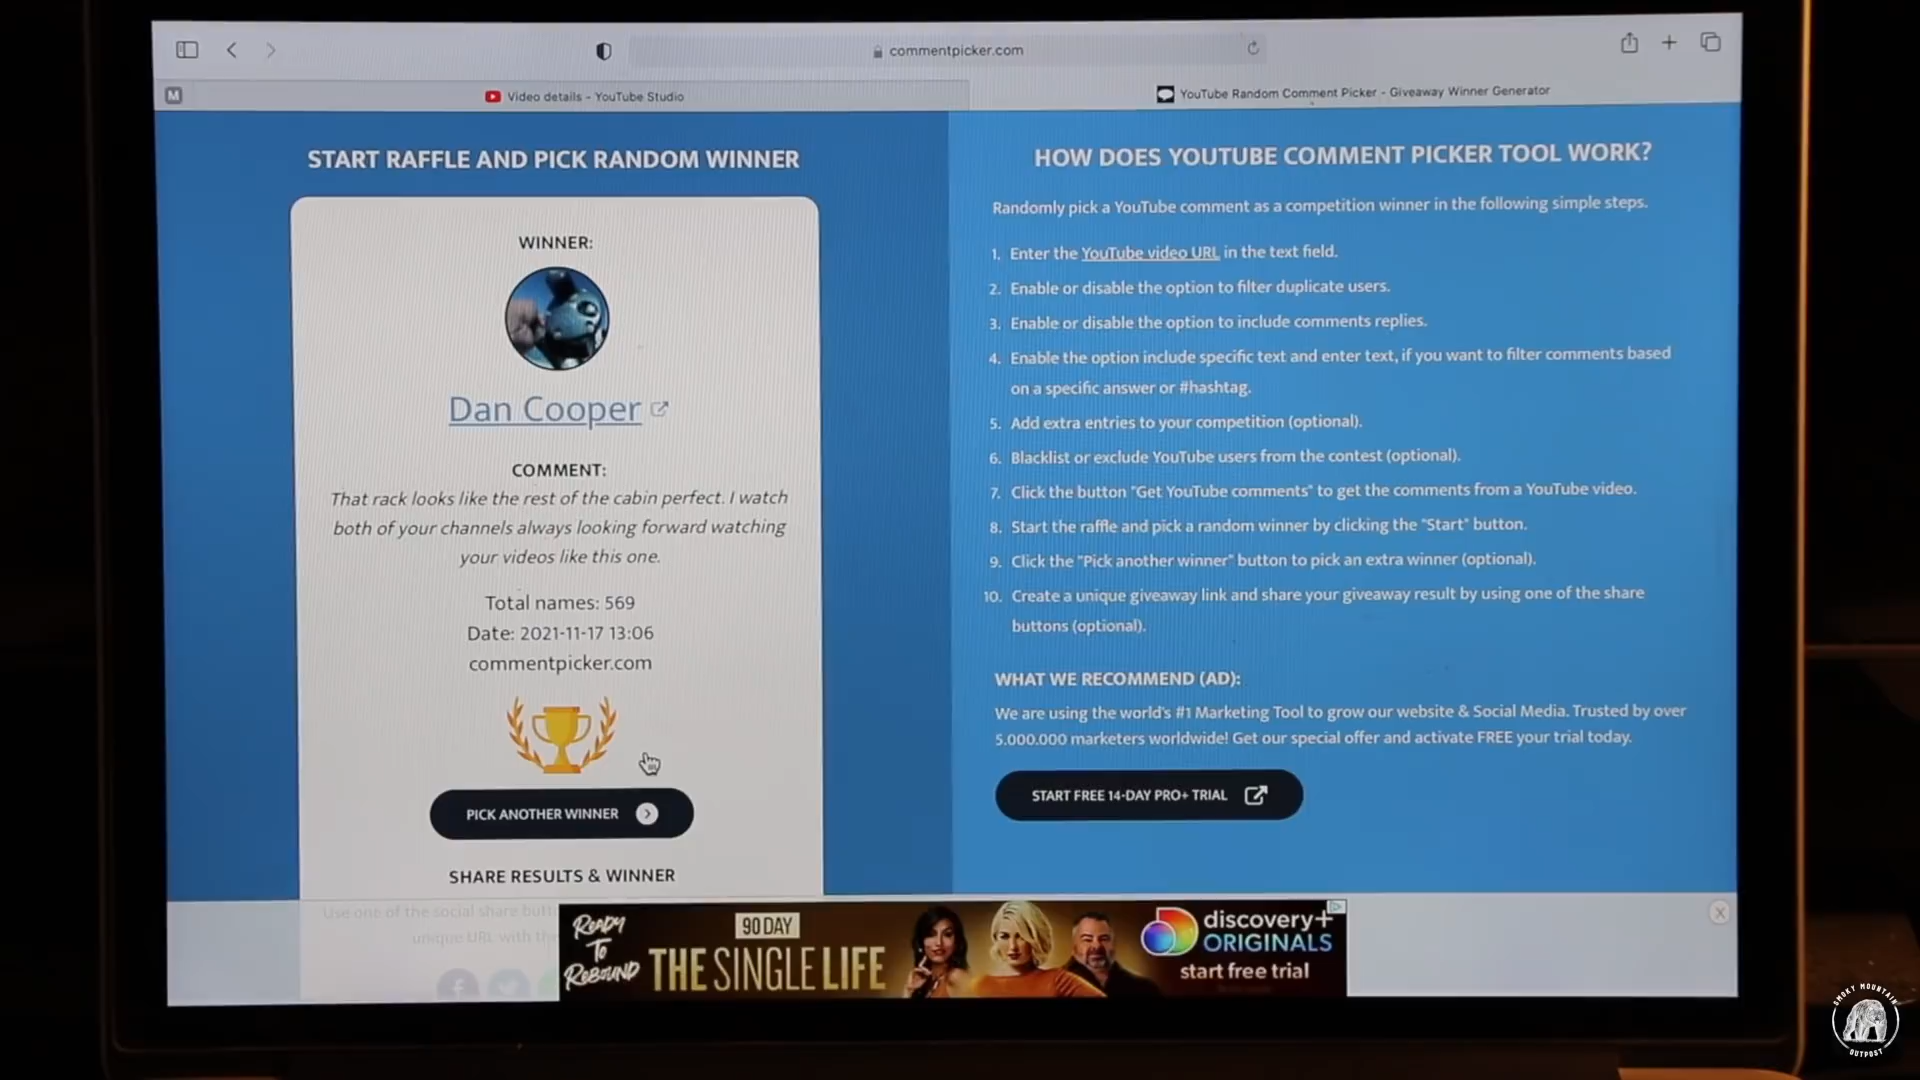 commentpicker.com
M
Video details - YouTube Studio
YouTube Random Comment Picker - Giveaway Winner Generator
START RAFFLE AND PICK RANDOM WINNER
WINNER:
Dan Cooper
COMMENT:
That rack looks like the rest of the cabin perfect. I watch
both of your channels always looking forward watching
your videos like this one.
Total names: 569
Date: 2021-11-17 13:06
commentpicker.com
PICK ANOTHER WINNER
SHARE RESULTS & WINNER
Use one of the social share butt
unique URL with the
HOW DOES YOUTUBE COMMENT PICKER TOOL WORK?
Randomly pick a YouTube comment as a competition winner in the following simple steps.
1. Enter the YouTube video URL in the text field.
2. Enable or disable the option to filter duplicate users.
3. Enable or disable the option to include comments replies.
4. Enable the option include specific text and enter text, if you want to filter comments based
on a specific answer or #hashtag.
5. Add extra entries to your competition (optional).
6. Blacklist or exclude YouTube users from the contest (optional).
7. Click the button "Get YouTube comments" to get the comments from a YouTube video.
8. Start the raffle and pick a random winner by clicking the "Start" button.
9. Click the "Pick another winner" button to pick an extra winner (optional).
10. Create a unique giveaway link and share your giveaway result by using one of the share
buttons (optional).
WHAT WE RECOMMEND (AD):
We are using the world's #1 Marketing Tool to grow our website & Social Media. Trusted by over
5.000.000 marketers worldwide! Get our special offer and activate FREE your trial today.
START FREE 14-DAY PRO+ TRIAL
READY
TO
REBOUND
90 DAY
THE SINGLE LIFE
discovery+
ORIGINALS
start free trial
SMOKY MOUNTAIN
OUTPOST